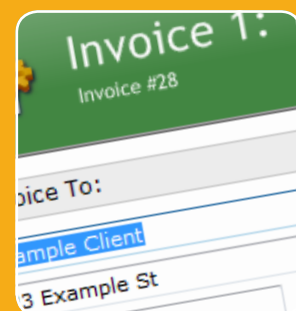 Invoice 1:
Invoice #28
oice To:
ample Client
3 Example St